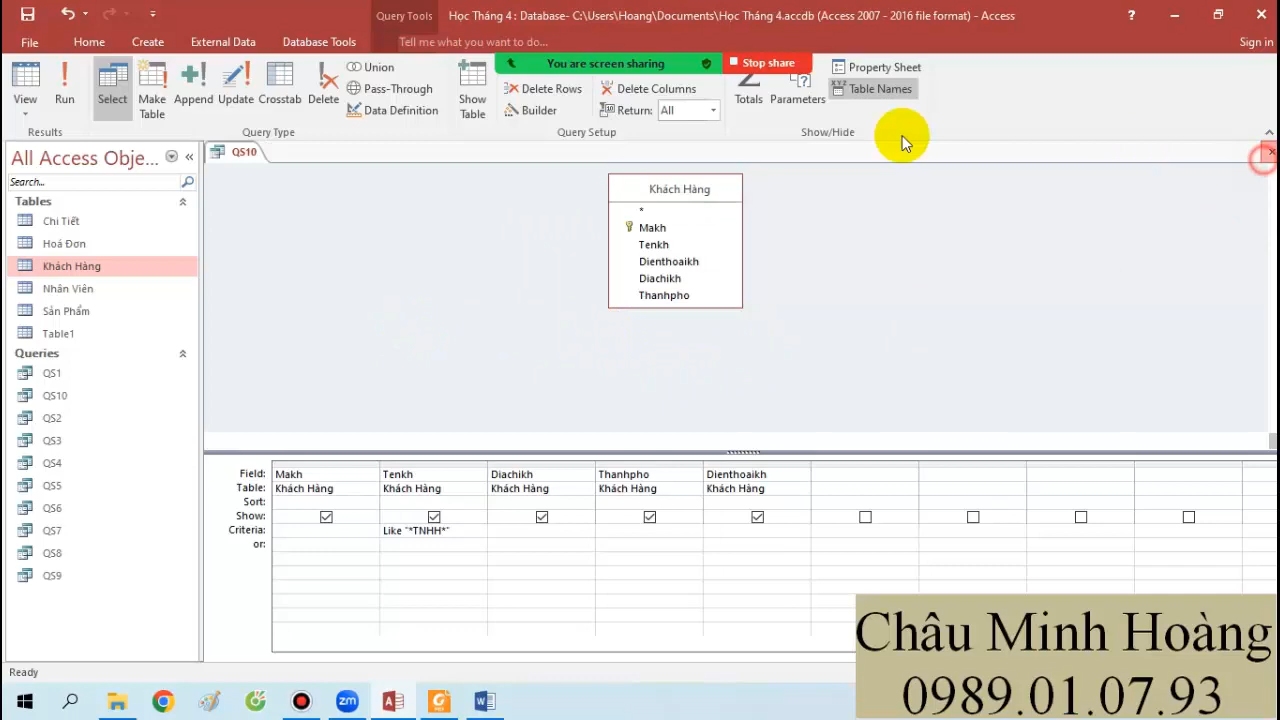 Query Tools
Học Tháng 4 : Database- C:\Users\Hoang\Documents\Học Tháng 4.accdb (Access 2007 - 2016 file format) - Access
?
File
Home
Create
External Data
Database Tools
Tell me what you want to do...
Sign in
You are screen sharing
Stop share
View
Run
Select
Make Table
Append
Update
Crosstab
Delete
Union
Pass-Through
Data Definition
Show Table
Delete Rows
Builder
Delete Columns
Return: All
Totals
Parameters
Property Sheet
Table Names
Results
Query Type
Query Setup
Show/Hide
All Access Obje...
Search...
Tables
Chi Tiết
Hoá Đơn
Khách Hàng
Nhân Viên
Sản Phẩm
Table1
Queries
QS1
QS10
QS2
QS3
QS4
QS5
QS6
QS7
QS8
QS9
QS10
Khách Hàng
*
Makh
Tenkh
Dienthoaikh
Diachikh
Thanhpho
Field: Makh Tenkh Diachikh Thanhpho Dienthoaikh
Table: Khách Hàng Khách Hàng Khách Hàng Khách Hàng Khách Hàng
Sort:
Show:
Criteria: Like "*TNHH*"
or:
Châu Minh Hoàng
0989.01.07.93
Ready